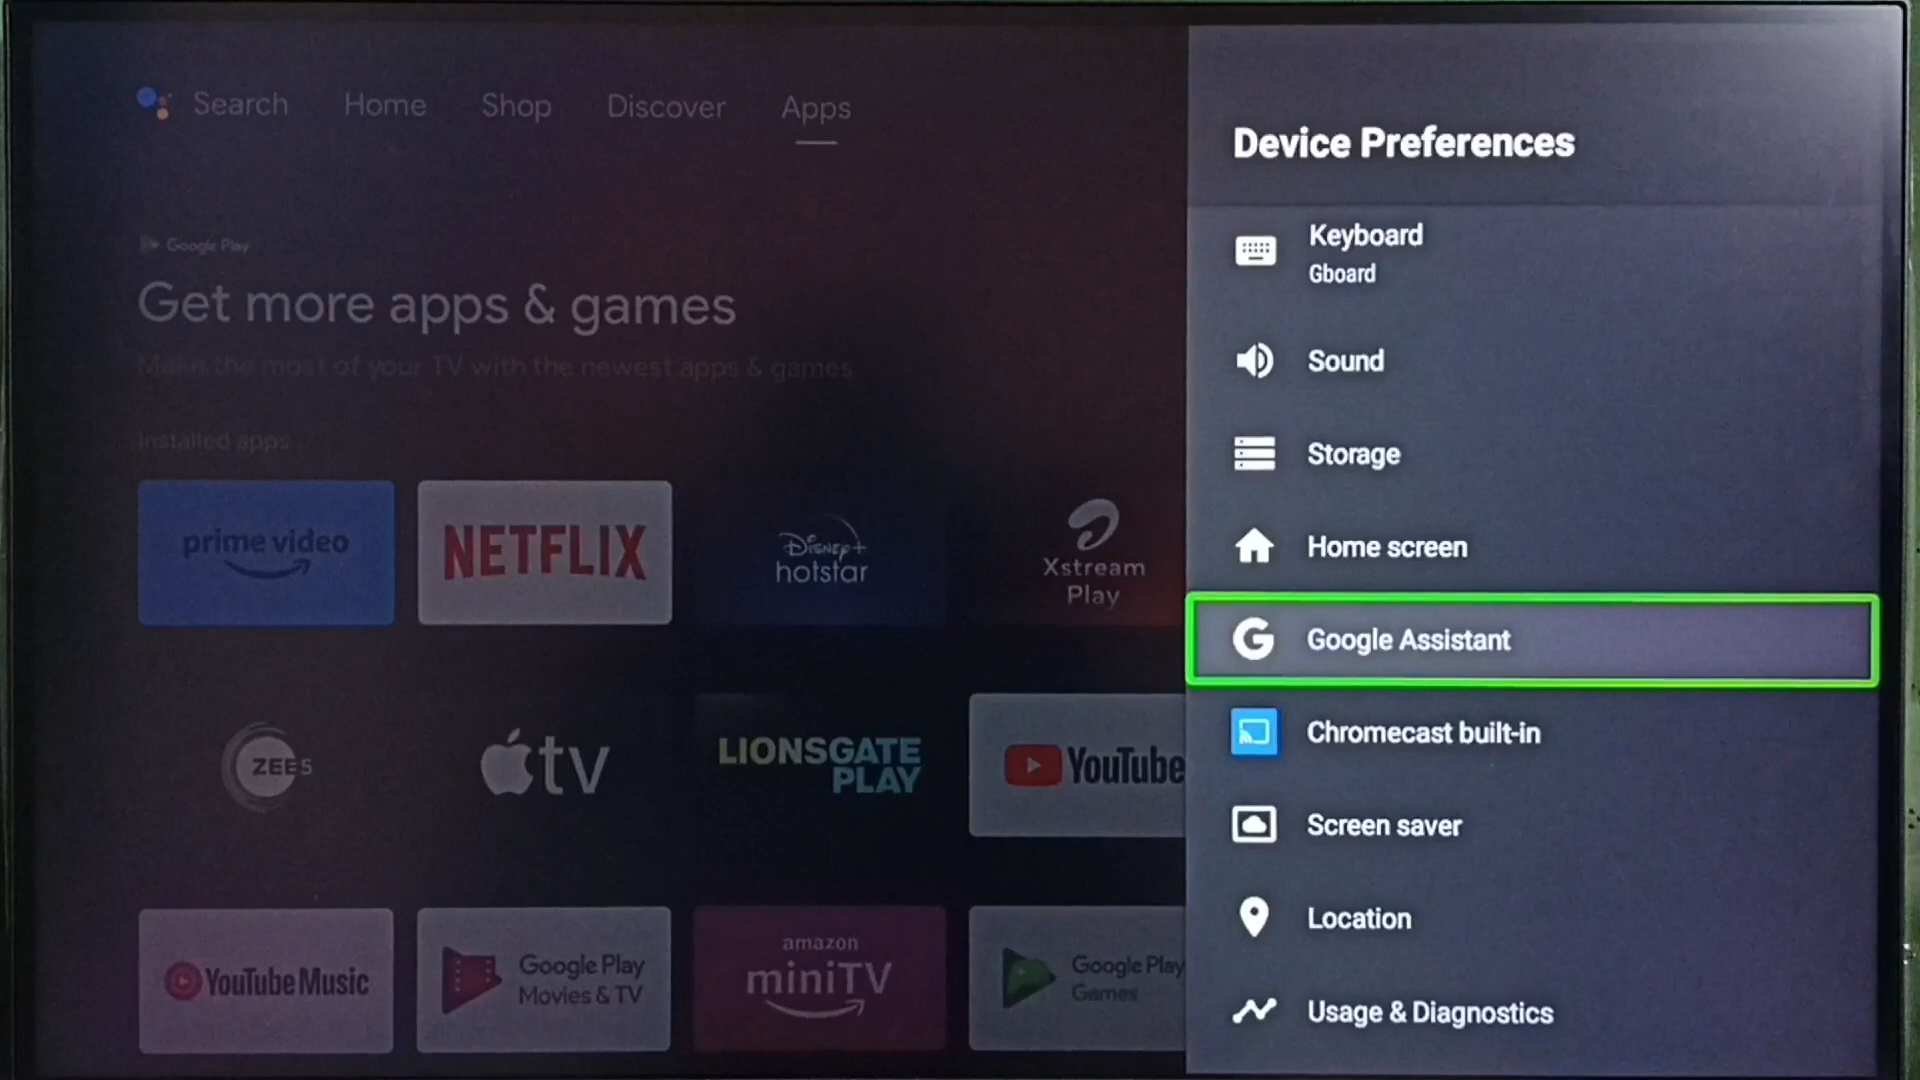 Search Home Shop Discover Apps
Google Play
Get more apps & games
Make the most of your TV with the newest apps & games
Installed apps
prime video
NETFLIX
Disney+
hotstar
Xstream
Play
ZEE5
tv
LIONSGATE
PLAY
YouTube
YouTube Music
Google Play
Movies & TV
amazon
miniTV
Google Play
Games
Device Preferences
Keyboard
Gboard
Sound
Storage
Home screen
Google Assistant
Chromecast built-in
Screen saver
Location
Usage & Diagnostics